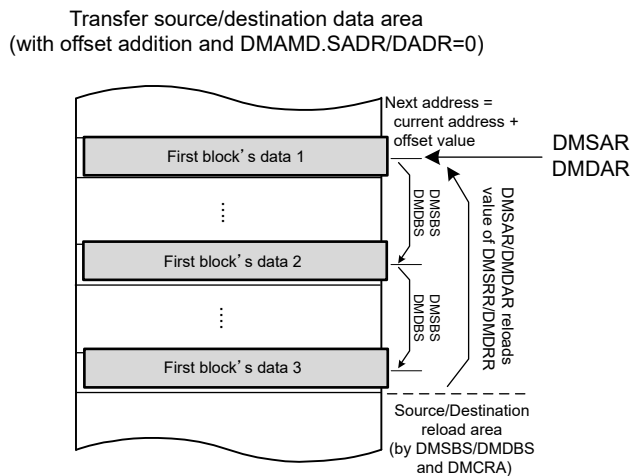 Transfer source/destination data area
(with offset addition and DMAMD.SADR/DADR=0)
Next address =
current address +
offset value
DMSAR
DMDAR
First block’s data 1
DMSBS
DMDBS
DMSAR/DMDAR reloads
value of DMSRR/DMDRR
First block’s data 2
DMSBS
DMDBS
First block’s data 3
Source/Destination
reload area
(by DMSBS/DMDBS
and DMCRA)